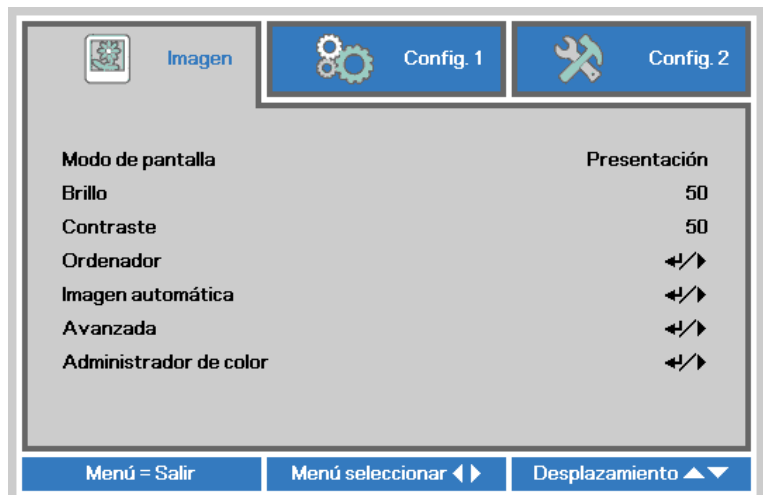 Imagen Config. 1 Config. 2
Modo de pantalla Presentación
Brillo 50
Contraste 50
Ordenador
Imagen automática
Avanzada
Administrador de color
Menú = Salir Menú seleccionar Desplazamiento